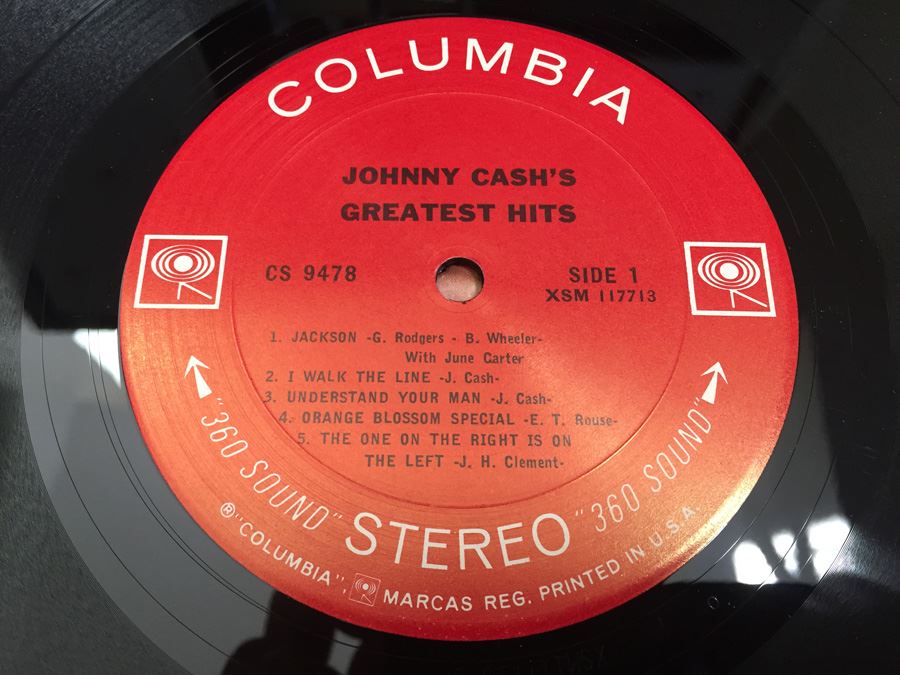 COLUMBIA
JOHNNY CASH'S
GREATEST HITS
CS 9478
SIDE 1
XSM 117713
1. JACKSON -G. Rodgers - B. Wheeler-
With June Carter
2. I WALK THE LINE -J. Cash-
3. UNDERSTAND YOUR MAN -J. Cash-
4. ORANGE BLOSSOM SPECIAL -E. T. Rouse-
5. THE ONE ON THE RIGHT IS ON
THE LEFT -J. H. Clement-
"360 SOUND" STEREO "360 SOUND"
® "COLUMBIA", MARCAS REG. PRINTED IN U.S.A.